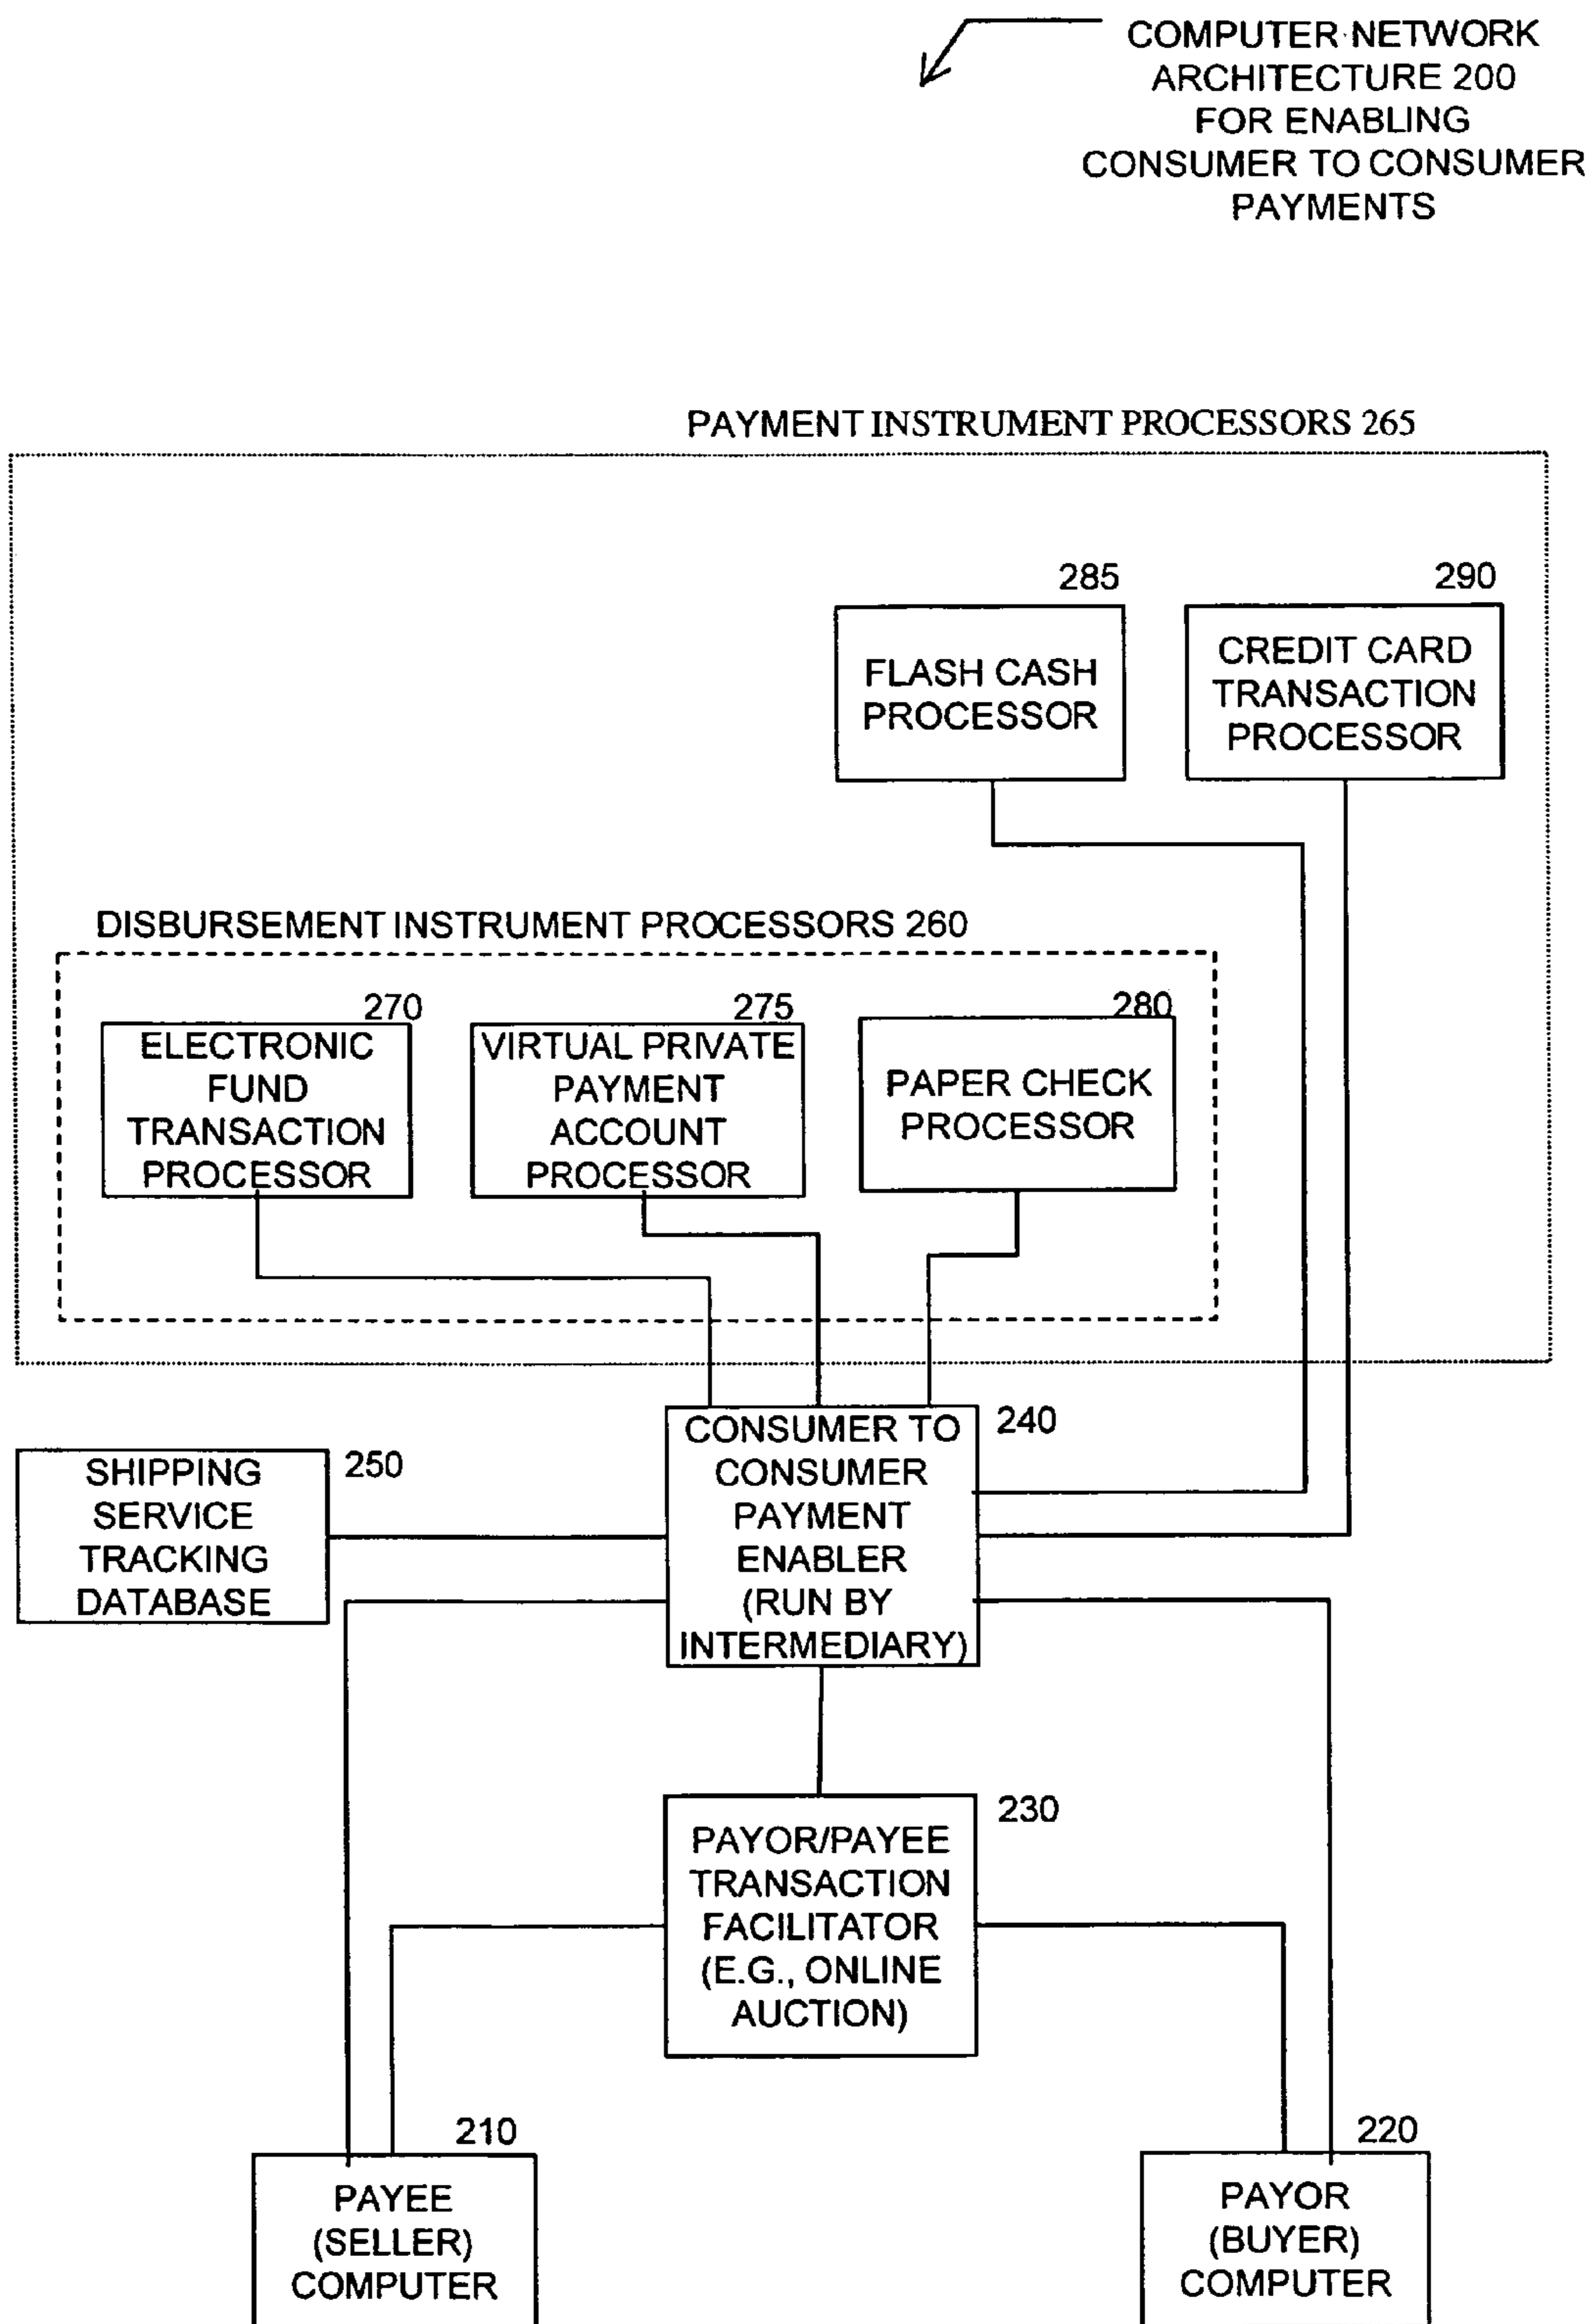 COMPUTER NETWORK
ARCHITECTURE 200
FOR ENABLING
CONSUMER TO CONSUMER
PAYMENTS
PAYMENT INSTRUMENT PROCESSORS 265
285
FLASH CASH
PROCESSOR
290
CREDIT CARD
TRANSACTION
PROCESSOR
DISBURSEMENT INSTRUMENT PROCESSORS 260
270
ELECTRONIC
FUND
TRANSACTION
PROCESSOR
275
VIRTUAL PRIVATE
PAYMENT
ACCOUNT
PROCESSOR
280
PAPER CHECK
PROCESSOR
240
CONSUMER TO
CONSUMER
PAYMENT
ENABLER
(RUN BY
INTERMEDIARY)
250
SHIPPING
SERVICE
TRACKING
DATABASE
230
PAYOR/PAYEE
TRANSACTION
FACILITATOR
(E.G., ONLINE
AUCTION)
210
PAYEE
(SELLER)
COMPUTER
220
PAYOR
(BUYER)
COMPUTER